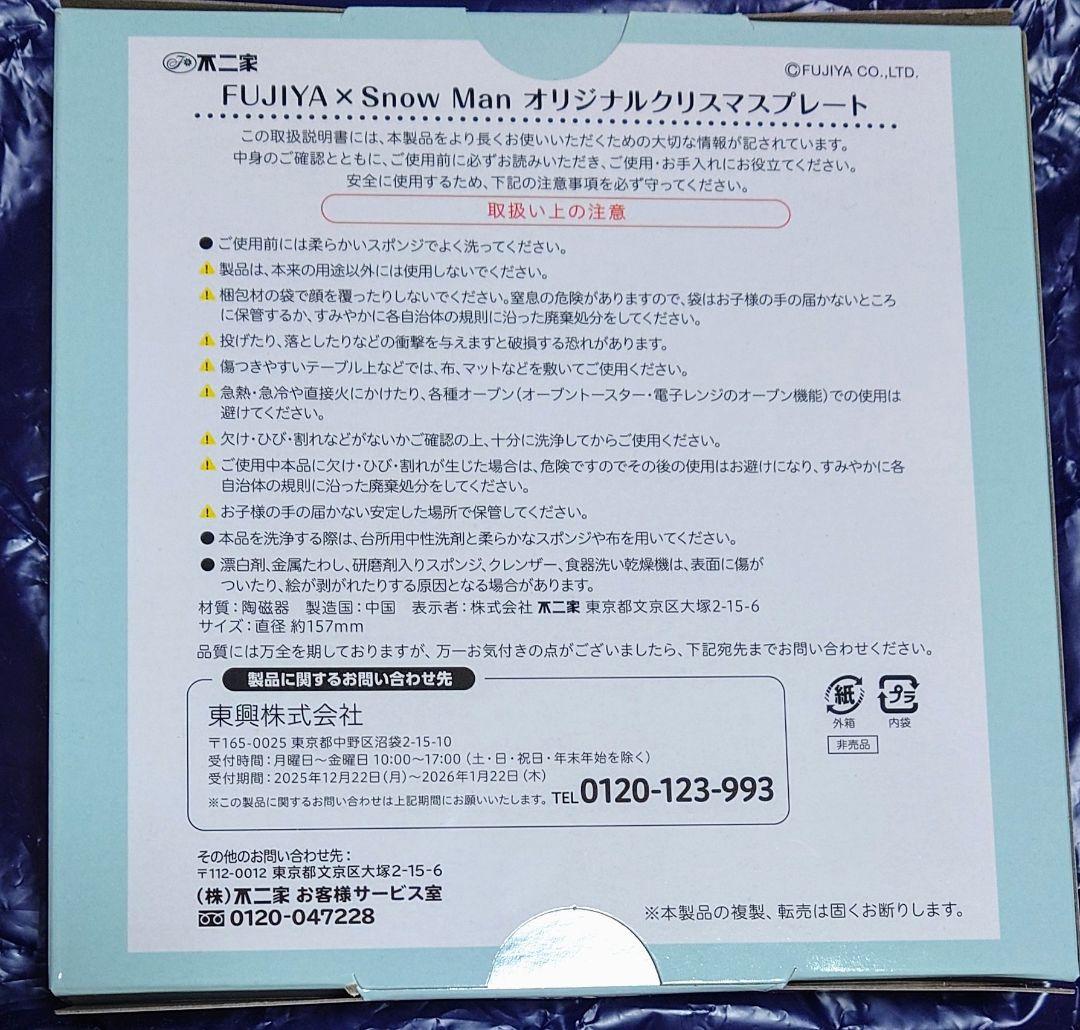 不二家
©FUJIYA CO.,LTD.
FUJIYA×Snow Man オリジナルクリスマスプレート
この取扱説明書には、本製品をより長くお使いいただくための大切な情報が記されています。
中身のご確認とともに、ご使用前に必ずお読みいただき、ご使用・お手入れにお役立てください。
安全に使用するため、下記の注意事項を必ず守ってください。
取扱い上の注意
●ご使用前には柔らかいスポンジでよく洗ってください。
⚠製品は、本来の用途以外には使用しないでください。
⚠梱包材の袋で顔を覆ったりしないでください。窒息の危険がありますので、袋はお子様の手の届かないところ
に保管するか、すみやかに各自治体の規則に沿った廃棄処分をしてください。
⚠投げたり、落としたりなどの衝撃を与えますと破損する恐れがあります。
⚠傷つきやすいテーブル上などでは、布、マットなどを敷いてご使用ください。
⚠急熱・急冷や直接火にかけたり、各種オーブン(オーブントースター・電子レンジのオーブン機能)での使用は
避けてください。
⚠欠け・ひび・割れなどがないかご確認の上、十分に洗浄してからご使用ください。
⚠ご使用中本品に欠け・ひび・割れが生じた場合は、危険ですのでその後の使用はお避けになり、すみやかに各
自治体の規則に沿った廃棄処分をしてください。
⚠お子様の手の届かない安定した場所で保管してください。
●本品を洗浄する際は、台所用中性洗剤と柔らかなスポンジや布を用いてください。
●漂白剤、金属たわし、研磨剤入りスポンジ、クレンザー、食器洗い乾燥機は、表面に傷が
ついたり、絵が剥がれたりする原因となる場合があります。
材質:陶磁器 製造国:中国 表示者:株式会社 不二家 東京都文京区大塚2-15-6
サイズ:直径 約157mm
品質には万全を期しておりますが、万一お気付きの点がございましたら、下記宛先までお問い合わせください。
製品に関するお問い合わせ先
東興株式会社
〒165-0025 東京都中野区沼袋2-15-10
受付時間:月曜日〜金曜日 10:00〜17:00(土・日・祝日・年末年始を除く)
受付期間:2025年12月22日(月)〜2026年1月22日(木)
※この製品に関するお問い合わせは上記期間にお願いいたします。 TEL 0120-123-993
紙
外箱
プラ
内袋
非売品
その他のお問い合わせ先:
〒112-0012 東京都文京区大塚2-15-6
(株)不二家 お客様サービス室
0120-047228
※本製品の複製、転売は固くお断りします。